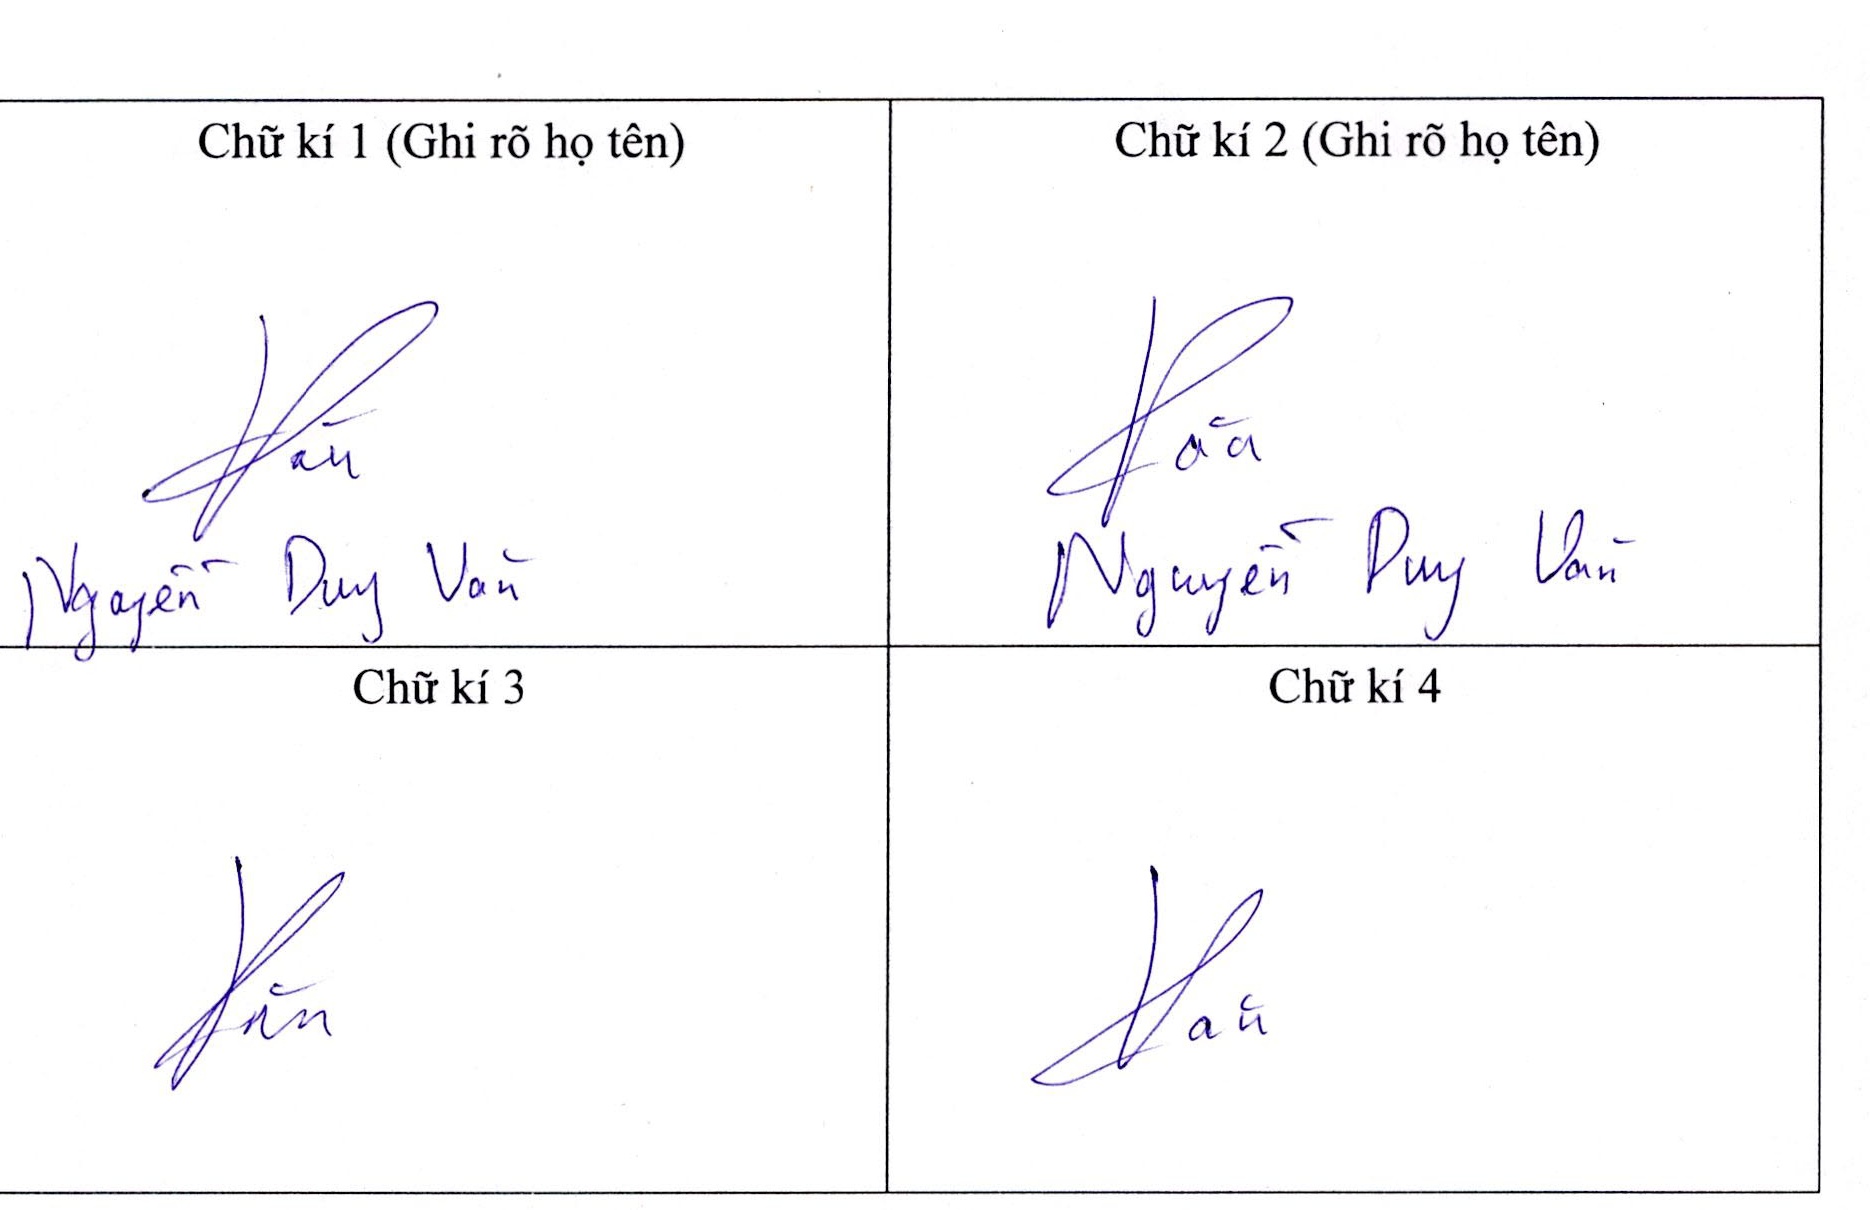 Chữ kí 1 (Ghi rõ họ tên)
Chữ kí 2 (Ghi rõ họ tên)
Văn
Văn
Nguyễn Duy Văn
Nguyễn Duy Văn
Chữ kí 3
Chữ kí 4
Văn
Văn